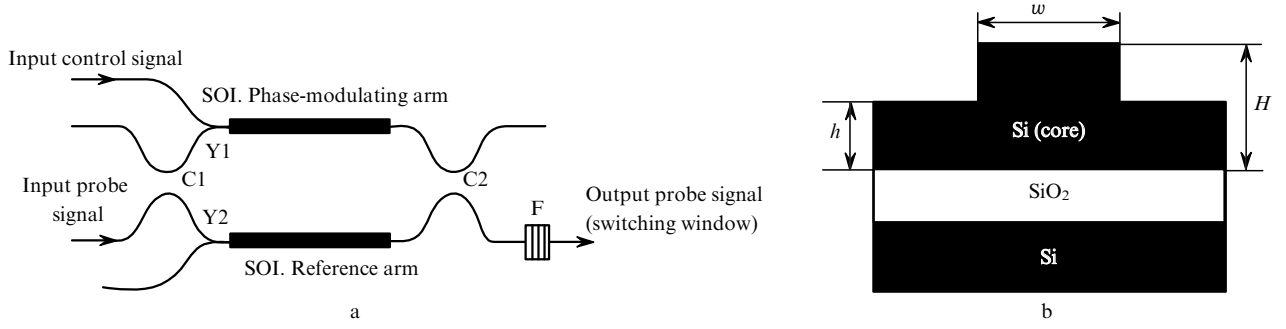 Input control signal
SOI. Phase-modulating arm
Y1
C1
C2
Input probe
signal
Y2
F
Output probe signal
(switching window)
SOI. Reference arm
a
w
h
H
Si (core)
SiO₂
Si
b